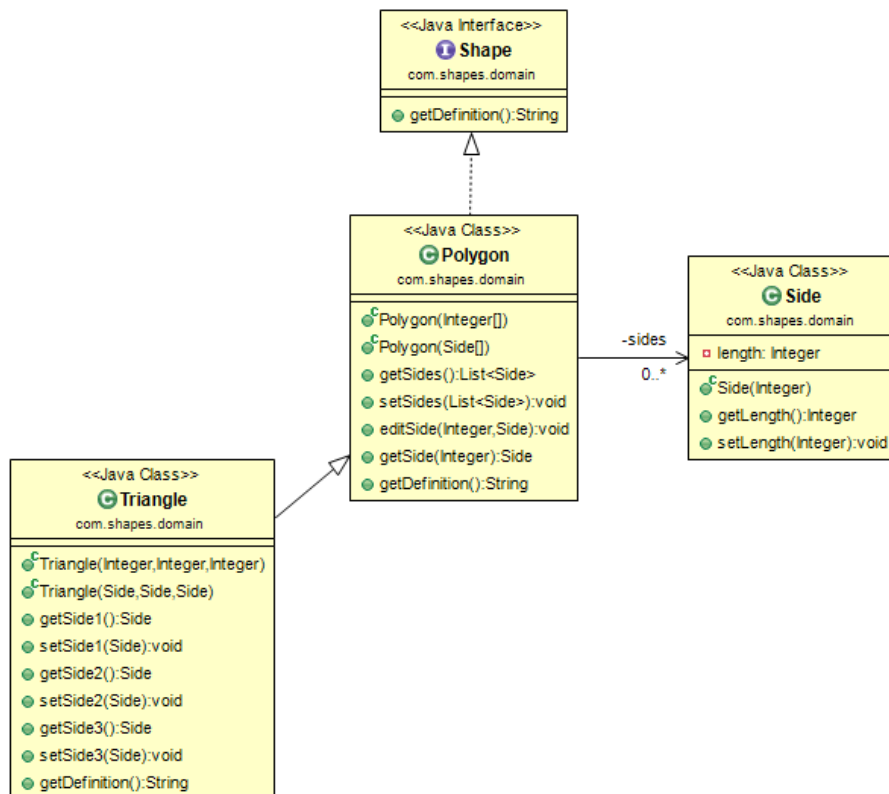 <<Java Interface>>
Shape
com.shapes.domain
getDefinition():String
<<Java Class>>
Polygon
com.shapes.domain
Polygon(Integer[])
Polygon(Side[])
getSides():List<Side>
setSides(List<Side>):void
editSide(Integer,Side):void
getSide(Integer):Side
getDefinition():String
-sides
0..*
<<Java Class>>
Side
com.shapes.domain
length: Integer
Side(Integer)
getLength():Integer
setLength(Integer):void
<<Java Class>>
Triangle
com.shapes.domain
Triangle(Integer,Integer,Integer)
Triangle(Side,Side,Side)
getSide1():Side
setSide1(Side):void
getSide2():Side
setSide2(Side):void
getSide3():Side
setSide3(Side):void
getDefinition():String